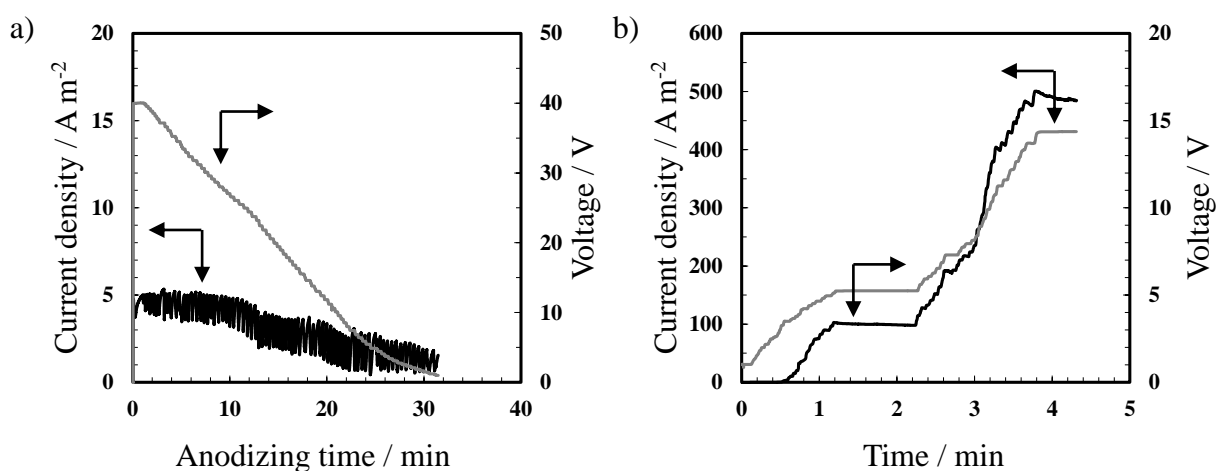 a)
Current density / A m⁻²
20
15
10
5
0
50
40
30
20
10
0
Voltage / V
0 10 20 30 40
Anodizing time / min
b)
Current density / A m⁻²
600
500
400
300
200
100
0
20
15
10
5
0
Voltage / V
0 1 2 3 4 5
Time / min